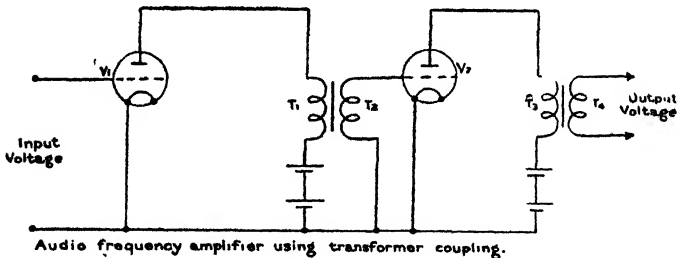 V1
V2
T1
T2
T3
T4
Output
Voltage
Input
Voltage
Audio frequency amplifier using transformer coupling.